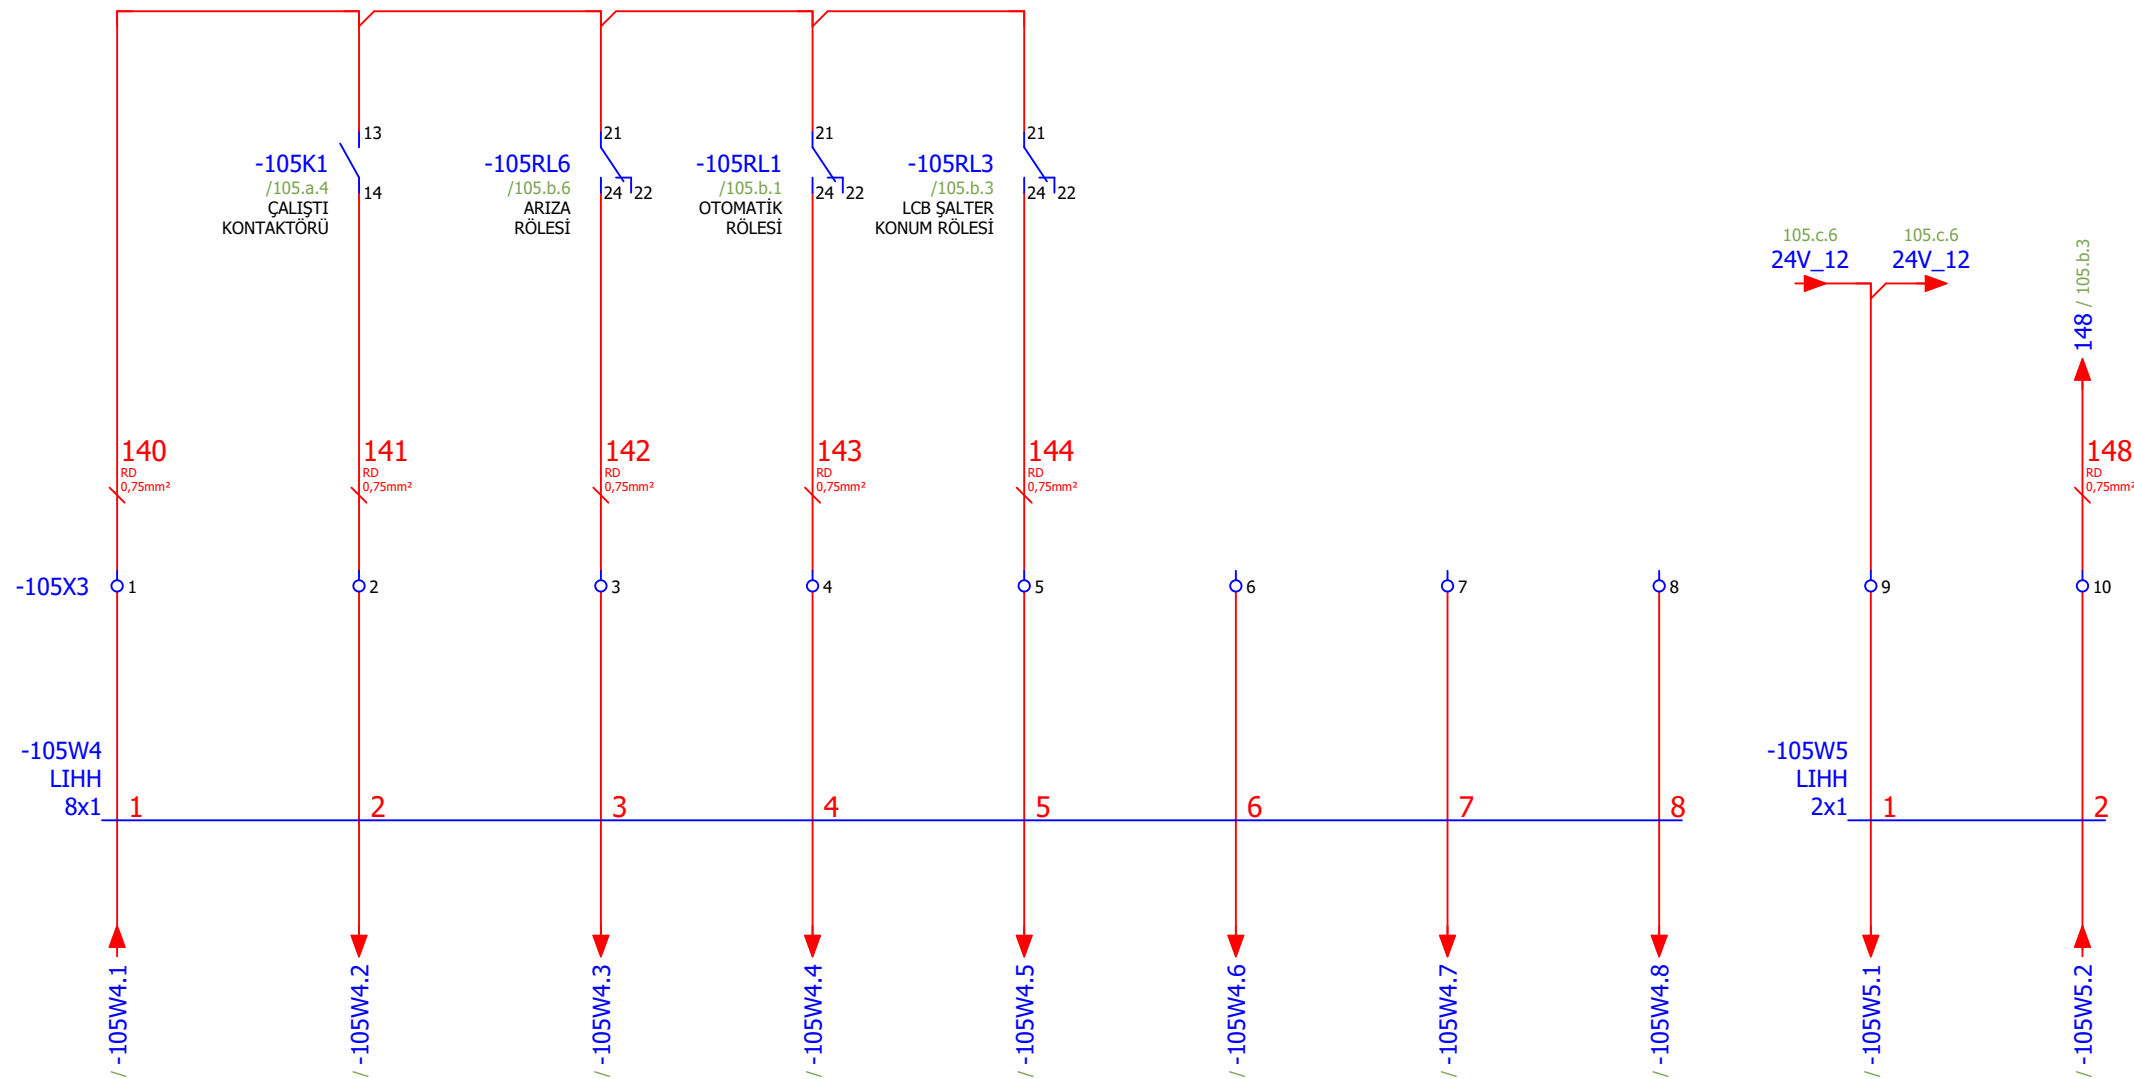 13
-105K1
/105.a.4
14
ÇALIŞTI
KONTAKTÖRÜ
21
-105RL6
/105.b.6
24 22
ARIZA
RÖLESİ
21
-105RL1
/105.b.1
24 22
OTOMATİK
RÖLESİ
21
-105RL3
/105.b.3
24 22
LCB ŞALTER
KONUM RÖLESİ
105.c.6 105.c.6
24V_12 24V_12
148 / 105.b.3
140
RD
0,75mm²
141
RD
0,75mm²
142
RD
0,75mm²
143
RD
0,75mm²
144
RD
0,75mm²
148
RD
0,75mm²
-105X3 1 2 3 4 5 6 7 8 9 10
-105W4
LIHH
8x1 1 2 3 4 5 6 7 8
-105W5
LIHH
2x1 1 2
/ -105W4.1
/ -105W4.2
/ -105W4.3
/ -105W4.4
/ -105W4.5
/ -105W4.6
/ -105W4.7
/ -105W4.8
/ -105W5.1
/ -105W5.2